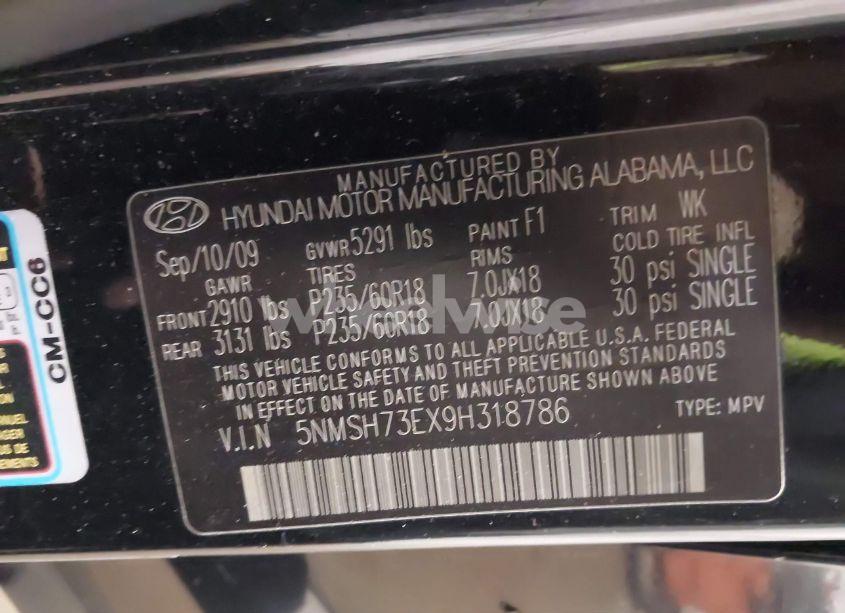 MANUFACTURED BY
HYUNDAI MOTOR MANUFACTURING ALABAMA, LLC
Sep/10/09 GVWR 5291 lbs PAINT F1 TRIM WK
GAWR TIRES RIMS COLD TIRE INFL
FRONT 2910 lbs P235/60R18 7.0JX18 30 psi SINGLE
REAR 3131 lbs P235/60R18 7.0JX18 30 psi SINGLE
THIS VEHICLE CONFORMS TO ALL APPLICABLE U.S.A. FEDERAL
MOTOR VEHICLE SAFETY AND THEFT PREVENTION STANDARDS
IN EFFECT ON THE DATE OF MANUFACTURE SHOWN ABOVE
V.I.N 5NMSH73EX9H318786 TYPE: MPV
CM-CC6
wheelwise